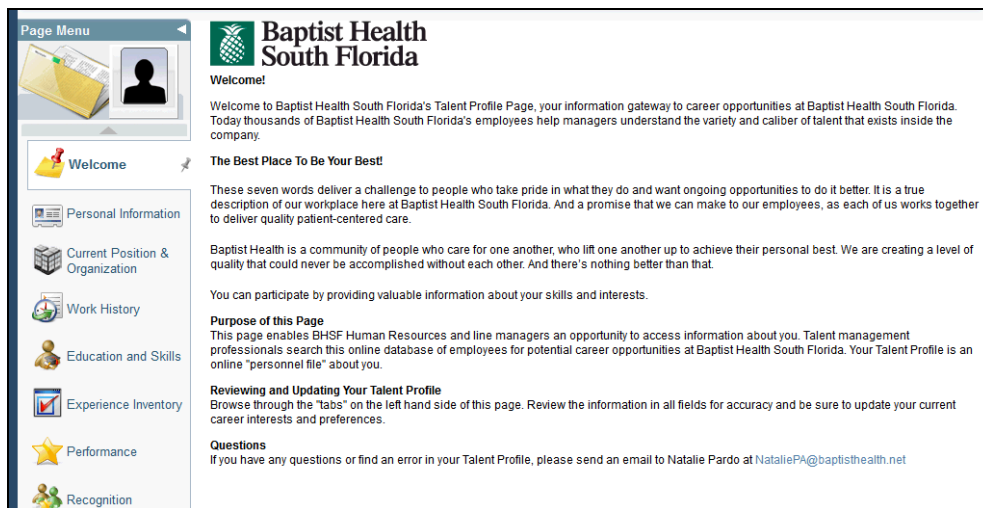 Page Menu
Welcome
Personal Information
Current Position &
Organization
Work History
Education and Skills
Experience Inventory
Performance
Recognition
Baptist Health
South Florida
Welcome!
Welcome to Baptist Health South Florida's Talent Profile Page, your information gateway to career opportunities at Baptist Health South Florida.
Today thousands of Baptist Health South Florida's employees help managers understand the variety and caliber of talent that exists inside the
company.
The Best Place To Be Your Best!
These seven words deliver a challenge to people who take pride in what they do and want ongoing opportunities to do it better. It is a true
description of our workplace here at Baptist Health South Florida. And a promise that we can make to our employees, as each of us works together
to deliver quality patient-centered care.
Baptist Health is a community of people who care for one another, who lift one another up to achieve their personal best. We are creating a level of
quality that could never be accomplished without each other. And there's nothing better than that.
You can participate by providing valuable information about your skills and interests.
Purpose of this Page
This page enables BHSF Human Resources and line managers an opportunity to access information about you. Talent management
professionals search this online database of employees for potential career opportunities at Baptist Health South Florida. Your Talent Profile is an
online "personnel file" about you.
Reviewing and Updating Your Talent Profile
Browse through the "tabs" on the left hand side of this page. Review the information in all fields for accuracy and be sure to update your current
career interests and preferences.
Questions
If you have any questions or find an error in your Talent Profile, please send an email to Natalie Pardo at NataliePA@baptisthealth.net